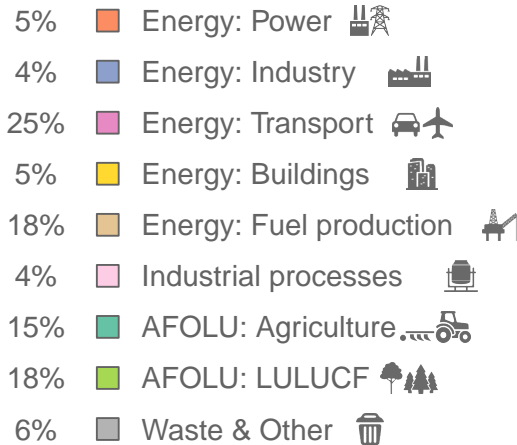 5% Energy: Power
4% Energy: Industry
25% Energy: Transport
5% Energy: Buildings
18% Energy: Fuel production
4% Industrial processes
15% AFOLU: Agriculture
18% AFOLU: LULUCF
6% Waste & Other